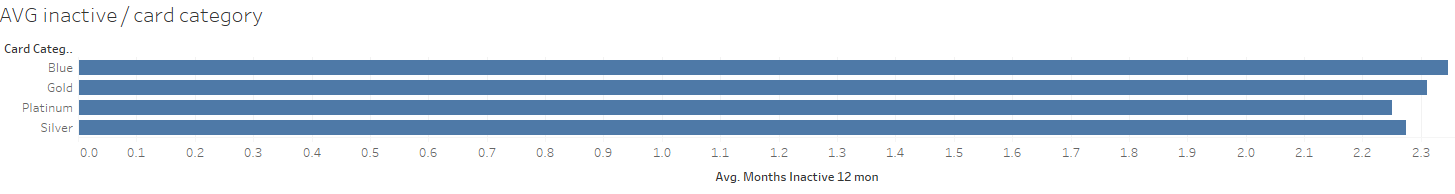 AVG inactive / card category
Card Categ..
Blue
Gold
Platinum
Silver
0.0 0.1 0.2 0.3 0.4 0.5 0.6 0.7 0.8 0.9 1.0 1.1 1.2 1.3 1.4 1.5 1.6 1.7 1.8 1.9 2.0 2.1 2.2 2.3
Avg. Months Inactive 12 mon